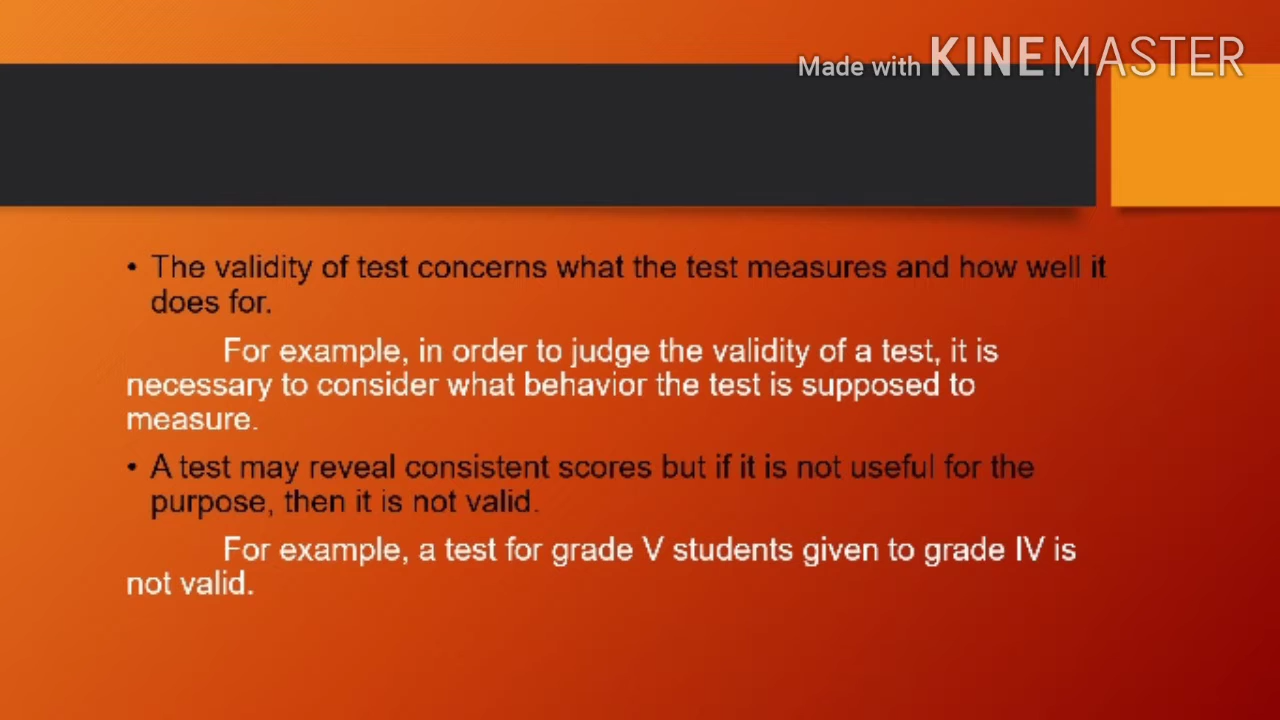 Made with KINEMASTER
• The validity of test concerns what the test measures and how well it
does for.
For example, in order to judge the validity of a test, it is
necessary to consider what behavior the test is supposed to
measure.
• A test may reveal consistent scores but if it is not useful for the
purpose, then it is not valid.
For example, a test for grade V students given to grade IV is
not valid.